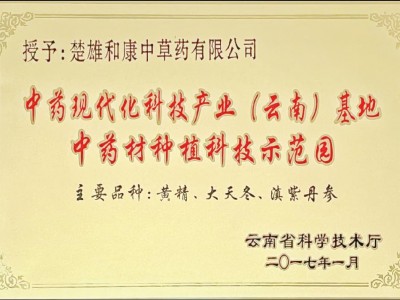 授予：楚雄和康中草药有限公司
中药现代化科技产业（云南）基地
中药材种植科技示范园
主要品种：黄精、大天冬、滇紫丹参
云南省科学技术厅
二〇一七年一月